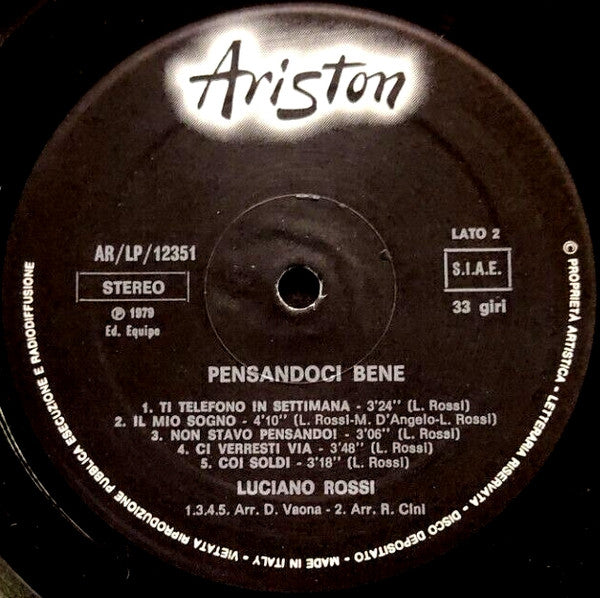 Ariston
AR/LP/12351
STEREO
℗ 1979
Ed. Equipe
LATO 2
S.I.A.E.
33 giri
PENSANDOCI BENE
1. TI TELEFONO IN SETTIMANA - 3'24" (L. Rossi)
2. IL MIO SOGNO - 4'10" (L. Rossi-M. D'Angelo-L. Rossi)
3. NON STAVO PENSANDOI - 3'06" (L. Rossi)
4. CI VERRESTI VIA - 3'48" (L. Rossi)
5. COI SOLDI - 3'18" (L. Rossi)
LUCIANO ROSSI
1.3.4.5. Arr. D. Vaona - 2. Arr. R. Cini
© PROPRIETA ARTISTICA - LETTERARIA RISERVATA - DISCO DEPOSITATO - MADE IN ITALY - VIETATA RIPRODUZIONE PUBBLICA ESECUZIONE E RADIODIFFUSIONE